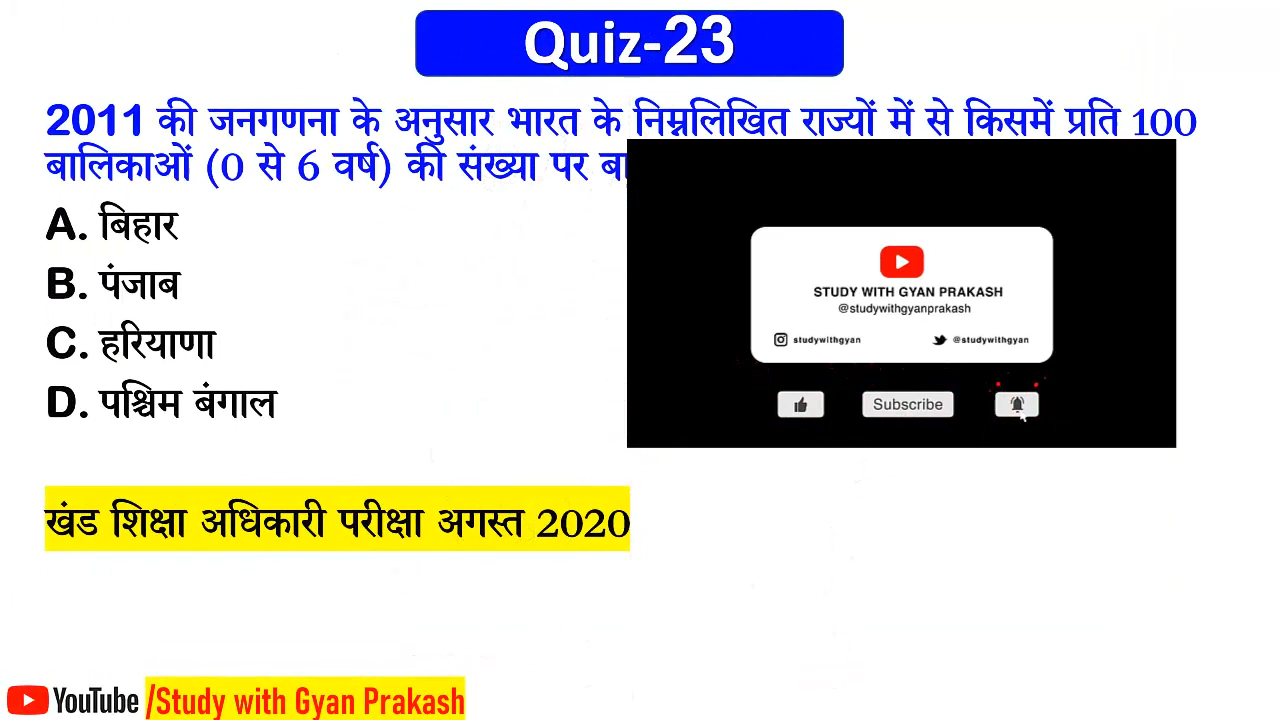 Quiz-23
2011 की जनगणना के अनुसार भारत के निम्नलिखित राज्यों में से किसमें प्रति 100
बालिकाओं (0 से 6 वर्ष) की संख्या पर
A. बिहार
B. पंजाब
C. हरियाणा
D. पश्चिम बंगाल
STUDY WITH GYAN PRAKASH
@studywithgyanprakash
studywithgyan @studywithgyan
Subscribe
खंड शिक्षा अधिकारी परीक्षा अगस्त 2020
YouTube /Study with Gyan Prakash